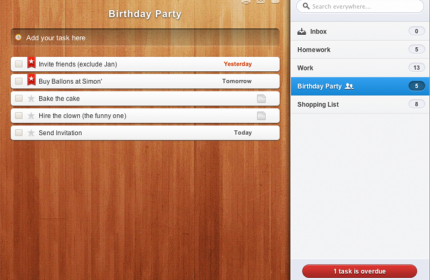 Birthday Party
Add your task here
Invite friends (exclude Jan) Yesterday
Buy Ballons at Simon' Tomorrow
Bake the cake
Hire the clown (the funny one)
Send Invitation Today
Search everywhere...
Inbox 0
Homework 5
Work 13
Birthday Party 5
Shopping List 8
1 task is overdue